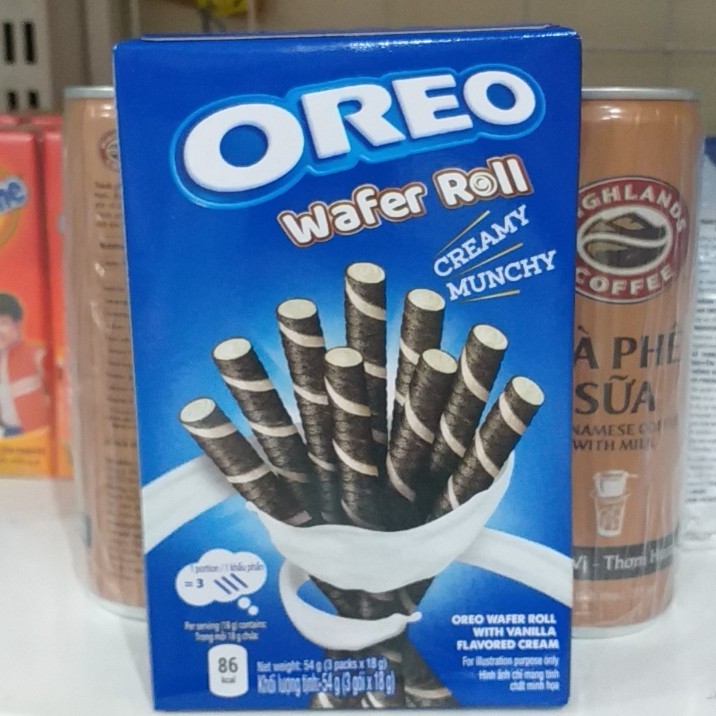 OREO
Wafer Roll
CREAMY
MUNCHY
1 portion / 1 khẩu phần
= 3
Per serving (18 g) contains:
Trong mỗi 18 g chứa:
86
kcal
Net weight: 54 g (3 packs x 18 g)
Khối lượng tịnh: 54 g (3 gói x 18 g)
OREO WAFER ROLL
WITH VANILLA
FLAVORED CREAM
For illustration purpose only
Hình ảnh chỉ mang tính
chất minh họa
GHLANDS
COFFEE
À PHÊ
SỮA
NAMESE
WITH MILK
Vị - Thơm